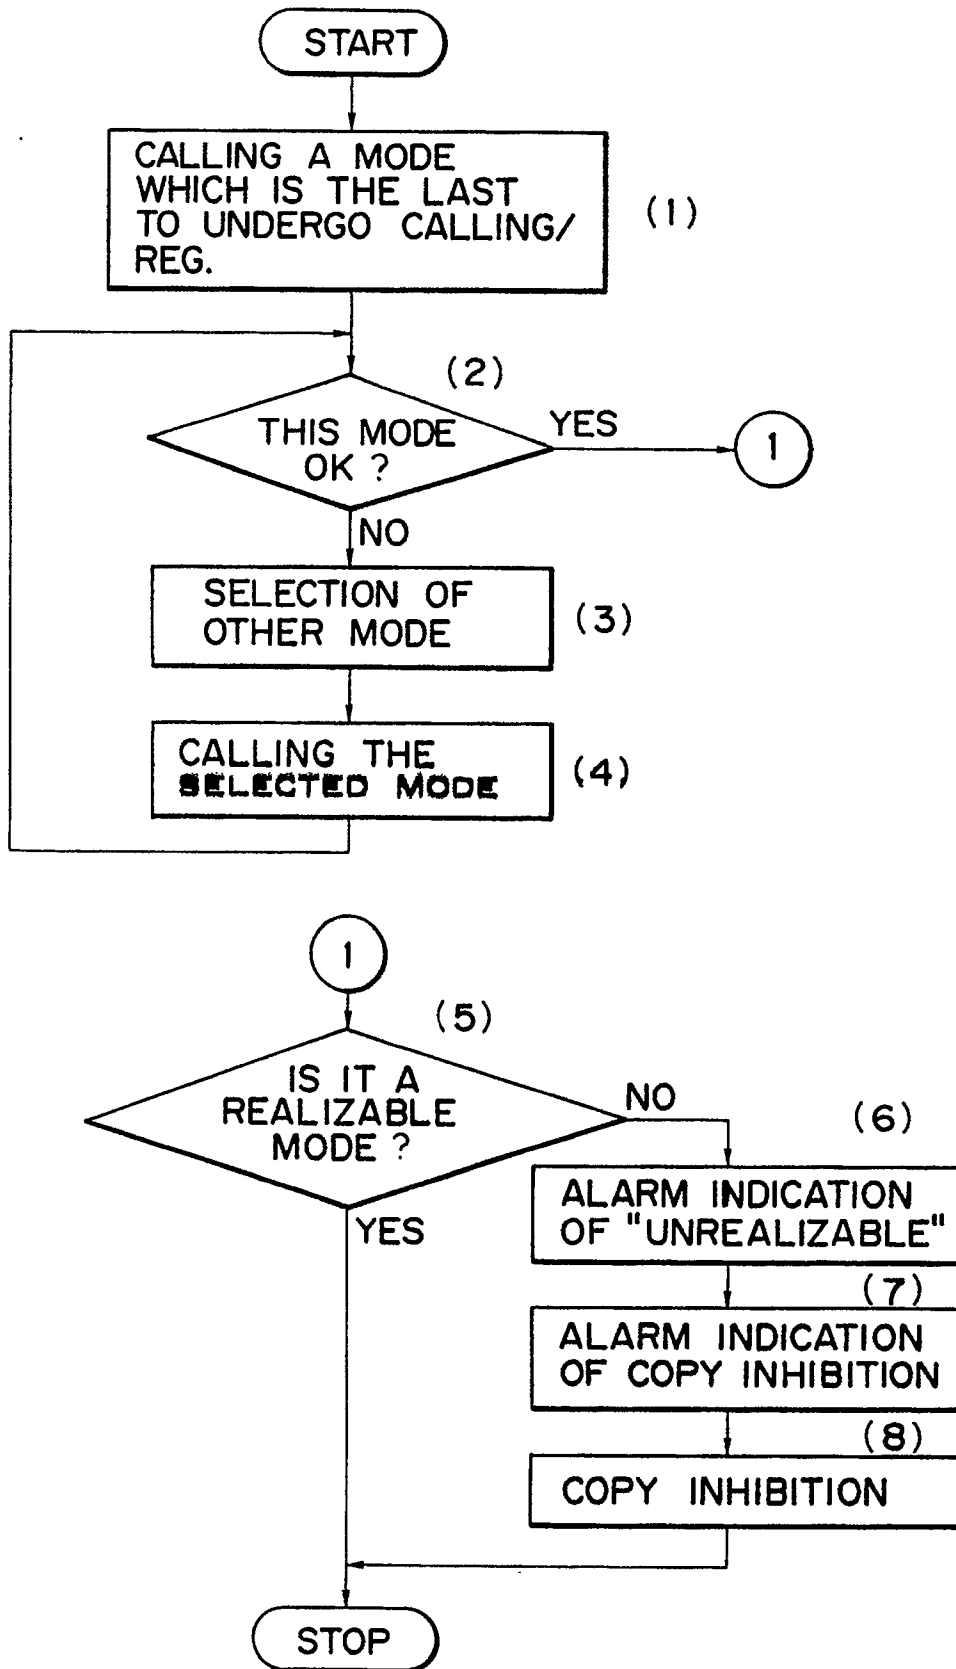 START
CALLING A MODE
WHICH IS THE LAST
TO UNDERGO CALLING/
REG.
(1)
(2)
THIS MODE
OK ?
YES
1
NO
SELECTION OF
OTHER MODE
(3)
CALLING THE
SELECTED MODE
(4)
1
(5)
IS IT A
REALIZABLE
MODE ?
NO
YES
(6)
ALARM INDICATION
OF "UNREALIZABLE"
(7)
ALARM INDICATION
OF COPY INHIBITION
(8)
COPY INHIBITION
STOP